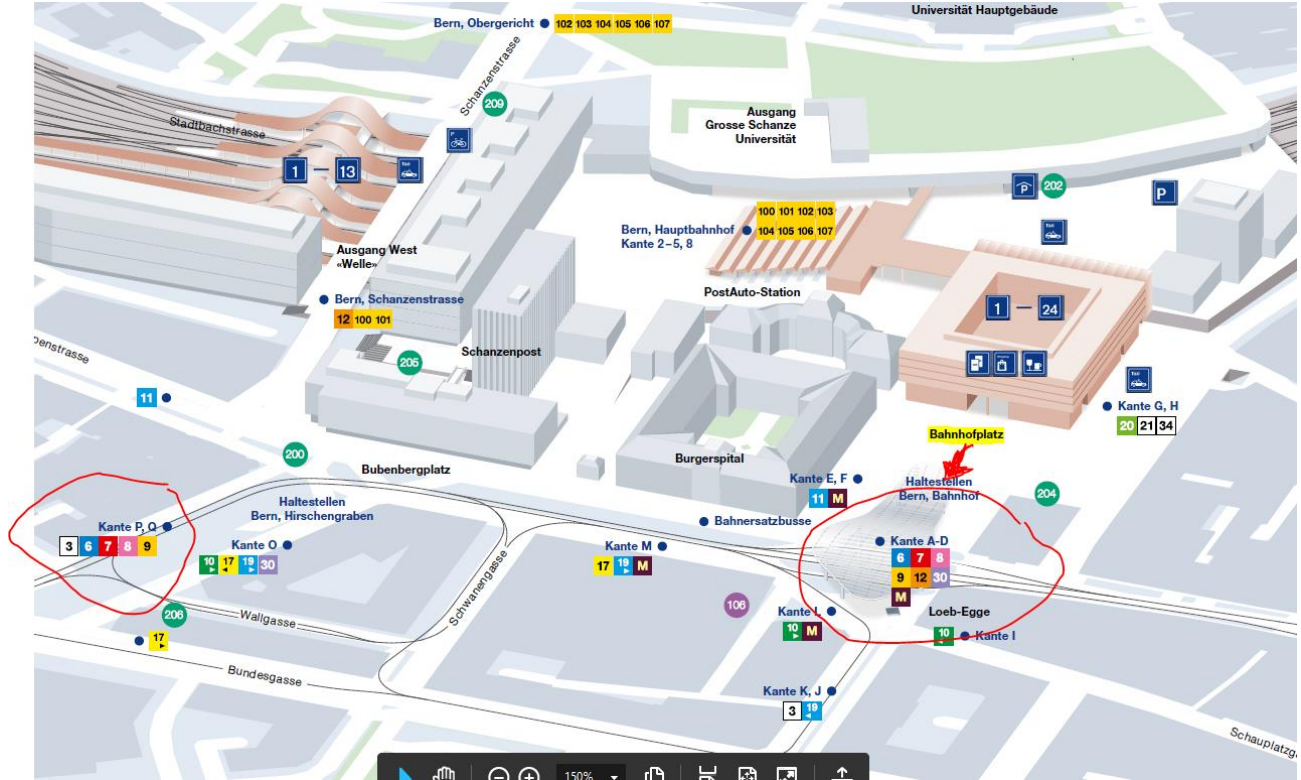 Universität Hauptgebäude
Bern, Obergericht 102 103 104 105 106 107
Schanzenstrasse
209
Ausgang
Grosse Schanze
Universität
Stadtbachstrasse
P
1 – 13
Taxi
P
202
P
100 101 102 103
Bern, Hauptbahnhof 104 105 106 107
Kante 2–5, 8
Taxi
Ausgang West
«Welle»
PostAuto-Station
Bern, Schanzenstrasse
12 100 101
1 – 24
Schanzenpost
205
benstrasse
Taxi
11
Kante G, H
20 21 34
Bahnhofplatz
200
Bubenbergplatz
Burgerspital
Kante E, F
11 M
Haltestellen
Bern, Bahnhof
204
Haltestellen
Bern, Hirschengraben
Kante P, Q
3 6 7 8 9
Bahnersatzbusse
Kante O
10 17 19 30
Kante M
17 19 M
Kante A-D
6 7 8
9 12 30
M
Schwanengasse
206
Wallgasse
106
Kante L
10 M
Loeb-Egge
10 Kante I
17
Bundesgasse
Kante K, J
3 19
Schauplatzga
150%